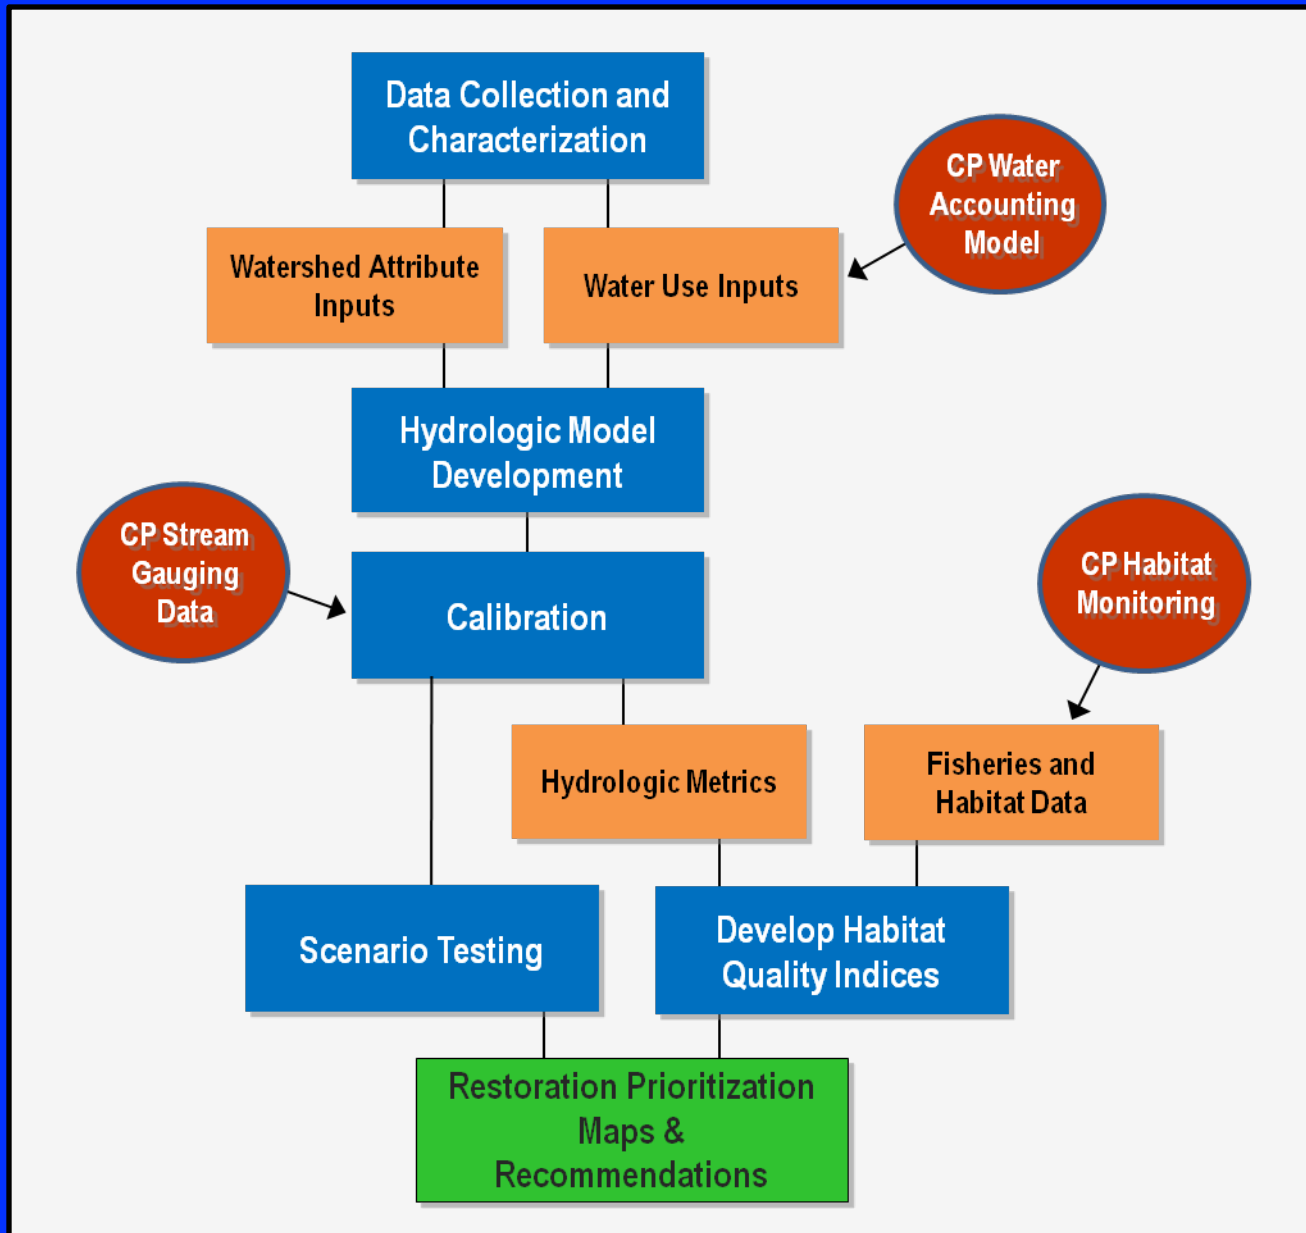 Data Collection and
Characterization
CP Water
Accounting
Model
Watershed Attribute
Inputs
Water Use Inputs
Hydrologic Model
Development
CP Stream
Gauging
Data
Calibration
CP Habitat
Monitoring
Hydrologic Metrics
Fisheries and
Habitat Data
Scenario Testing
Develop Habitat
Quality Indices
Restoration Prioritization
Maps &
Recommendations